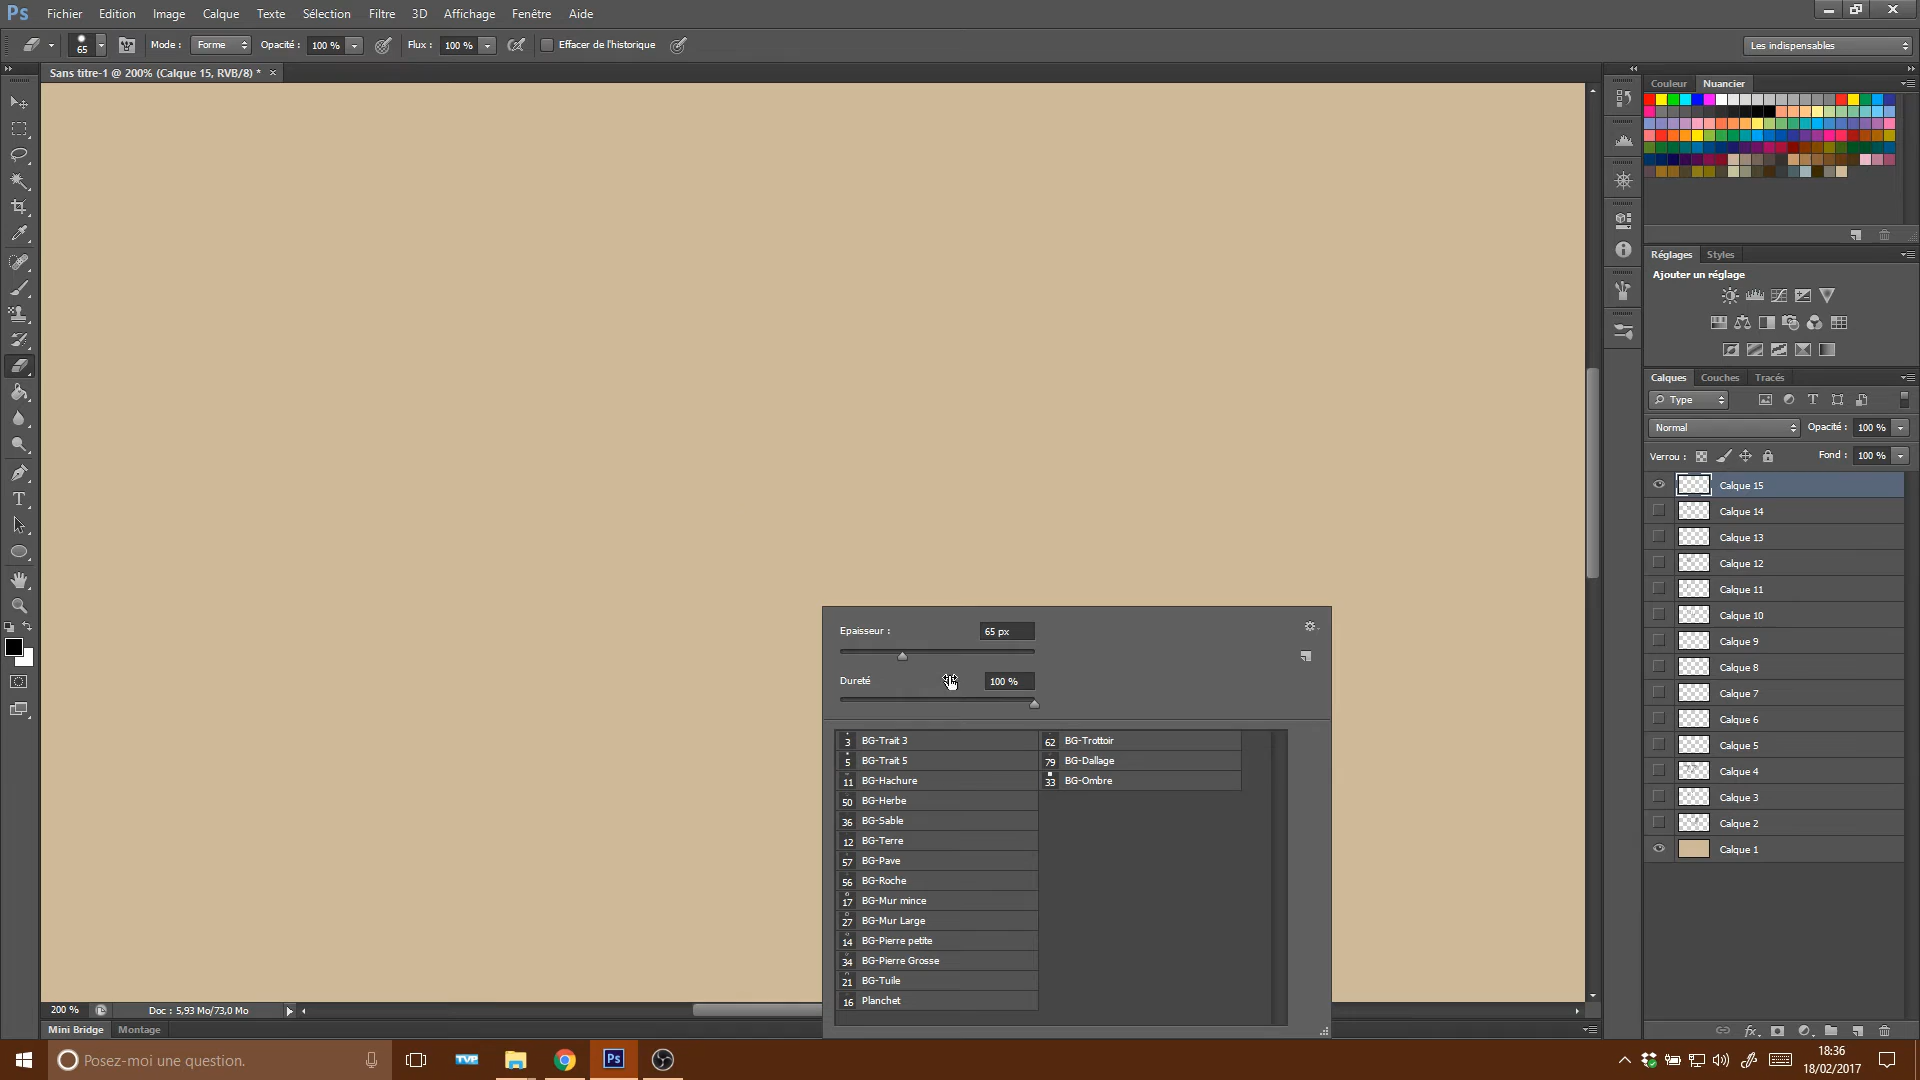 Ps Fichier Edition Image Calque Texte Sélection Filtre 3D Affichage Fenêtre Aide
65 Mode : Forme Opacité : 100 % Flux : 100 % Effacer de l'historique Les indispensables
Sans titre-1 @ 200% (Calque 15, RVB/8) * ×
Couleur Nuancier
Réglages Styles
Ajouter un réglage
Calques Couches Tracés
Type
Normal Opacité : 100 %
Verrou : Fond : 100 %
Calque 15
Calque 14
Calque 13
Calque 12
Calque 11
Calque 10
Calque 9
Calque 8
Calque 7
Calque 6
Calque 5
Calque 4
Calque 3
Calque 2
Calque 1
Epaisseur : 65 px
Dureté 100 %
3 BG-Trait 3 62 BG-Trottoir
5 BG-Trait 5 79 BG-Dallage
11 BG-Hachure 33 BG-Ombre
50 BG-Herbe
36 BG-Sable
12 BG-Terre
57 BG-Pave
56 BG-Roche
17 BG-Mur mince
27 BG-Mur Large
14 BG-Pierre petite
34 BG-Pierre Grosse
21 BG-Tuile
16 Planchet
200 % Doc : 5,93 Mo/73,0 Mo
Mini Bridge Montage
Posez-moi une question. TVP Ps 18:36
18/02/2017